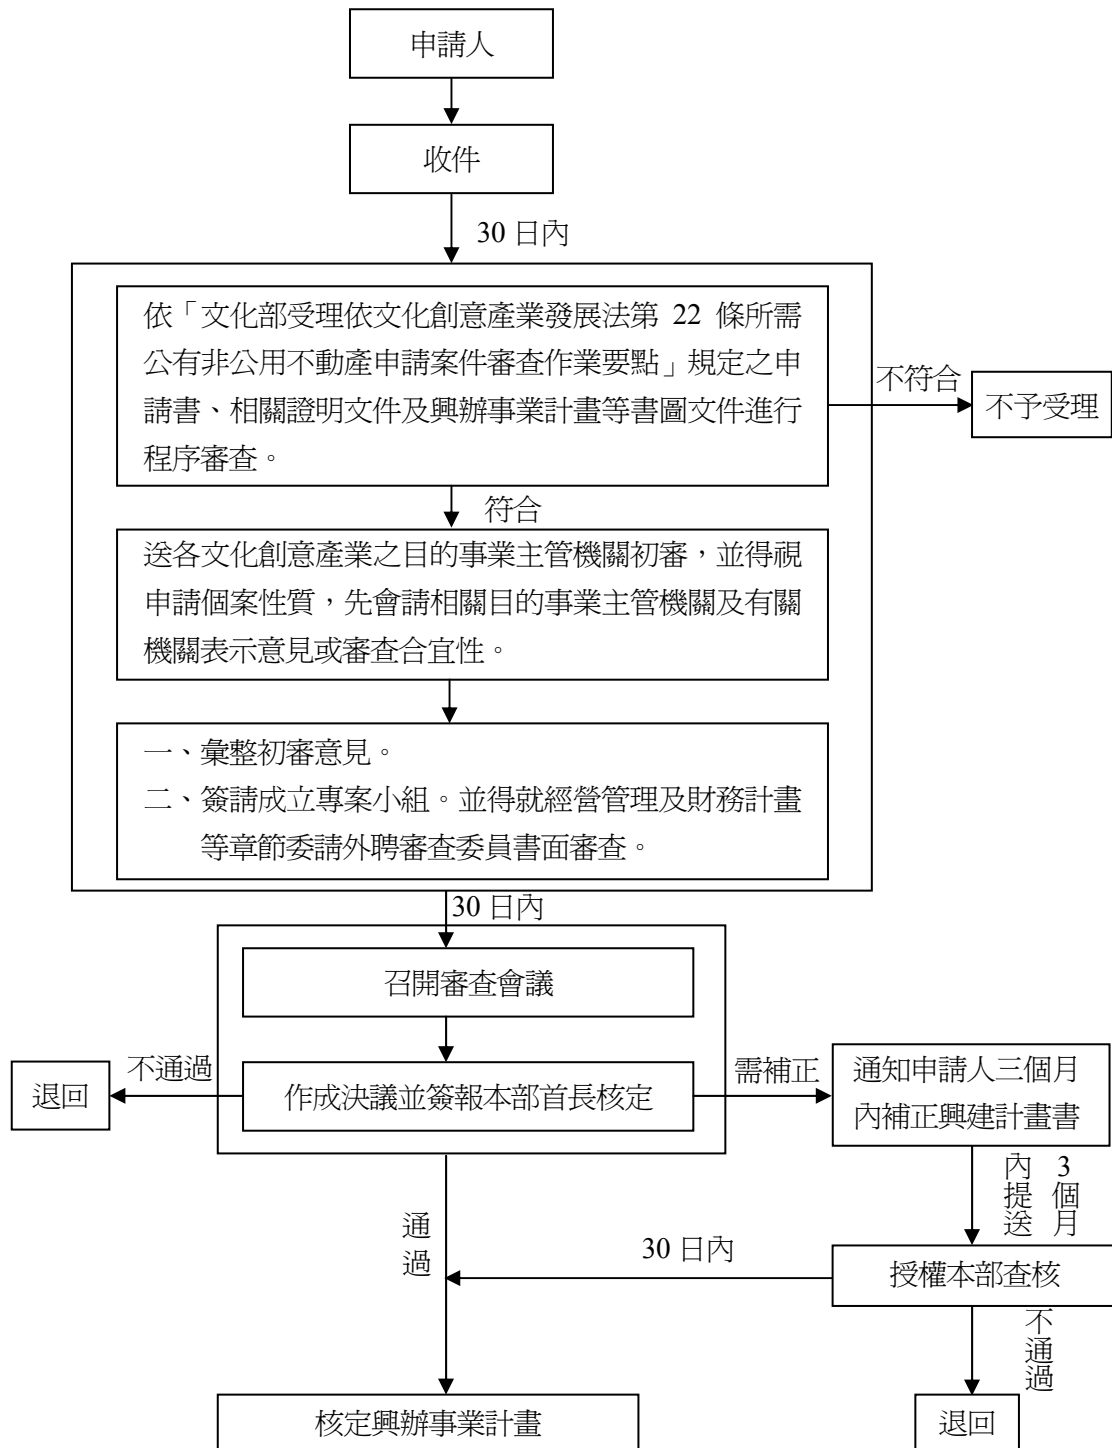 申請人
收件
30 日內
依「文化部受理依文化創意產業發展法第 22 條所需
公有非公用不動產申請案件審查作業要點」規定之申
請書、相關證明文件及興辦事業計畫等書圖文件進行
程序審查。
不符合
不予受理
符合
送各文化創意產業之目的事業主管機關初審，並得視
申請個案性質，先會請相關目的事業主管機關及有關
機關表示意見或審查合宜性。
一、彙整初審意見。
二、簽請成立專案小組。並得就經營管理及財務計畫
等章節委請外聘審查委員書面審查。
30 日內
召開審查會議
不通過
退回
作成決議並簽報本部首長核定
需補正
通知申請人三個月
內補正興建計畫書
3個月
內提送
通過
30 日內
授權本部查核
不通過
核定興辦事業計畫
退回